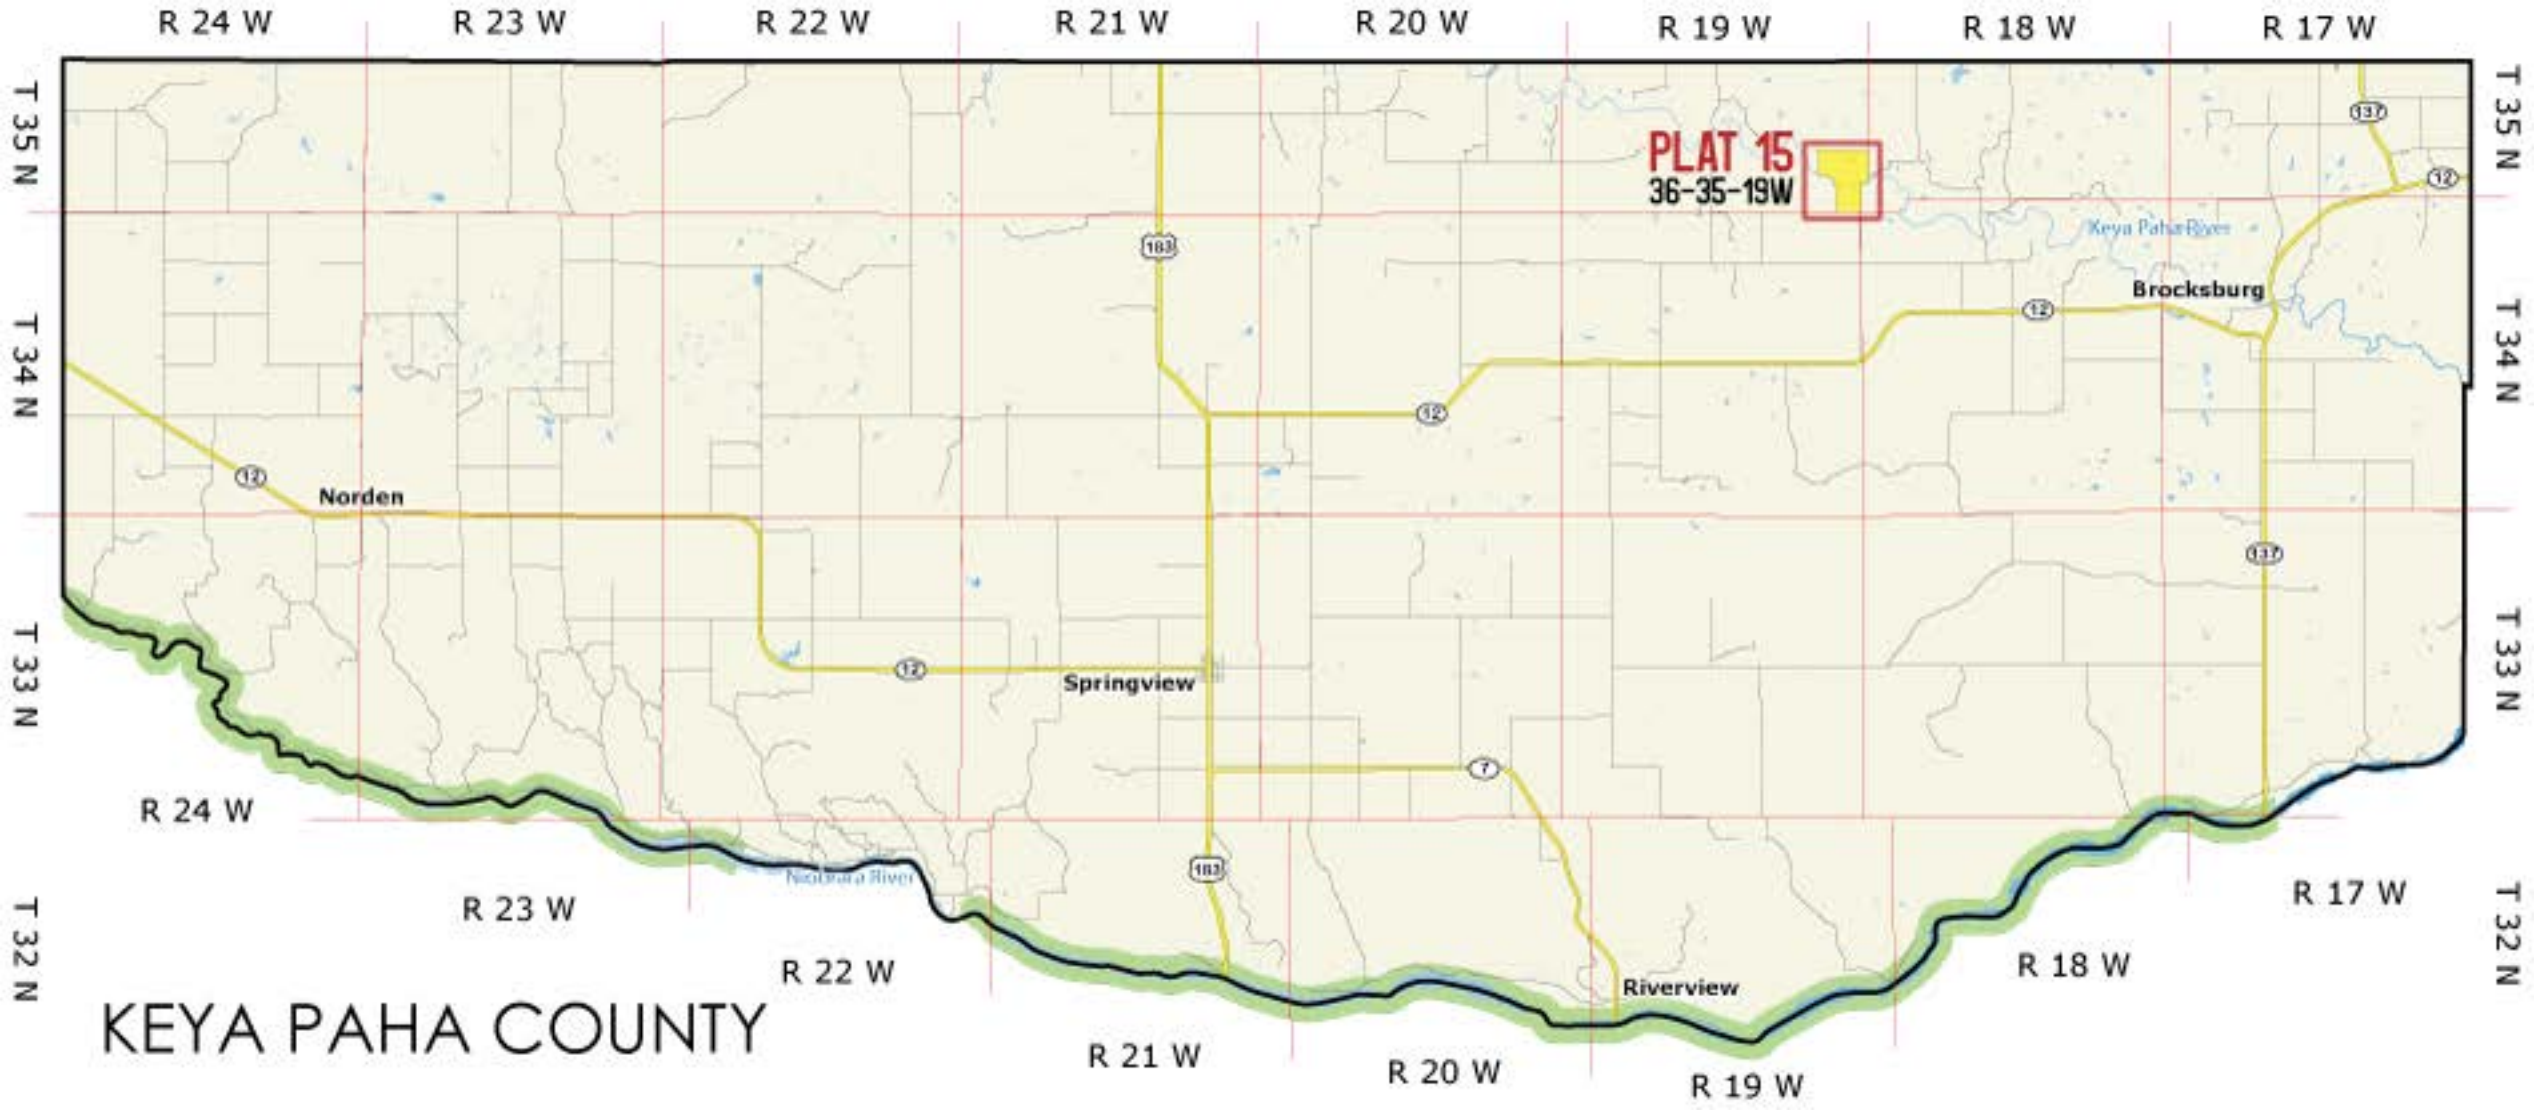 R 24 W R 23 W R 22 W R 21 W R 20 W R 19 W R 18 W R 17 W
T 35 N
T 35 N
137
PLAT 15
36-35-19W
12
183
Keya Paha River
Brocksburg
12
T 34 N
T 34 N
12
12
Norden
137
T 33 N
T 33 N
12
Springview
7
R 24 W
183
Niobrara River
R 23 W
R 17 W
T 32 N
T 32 N
R 22 W
R 18 W
Riverview
KEYA PAHA COUNTY
R 21 W
R 20 W
R 19 W